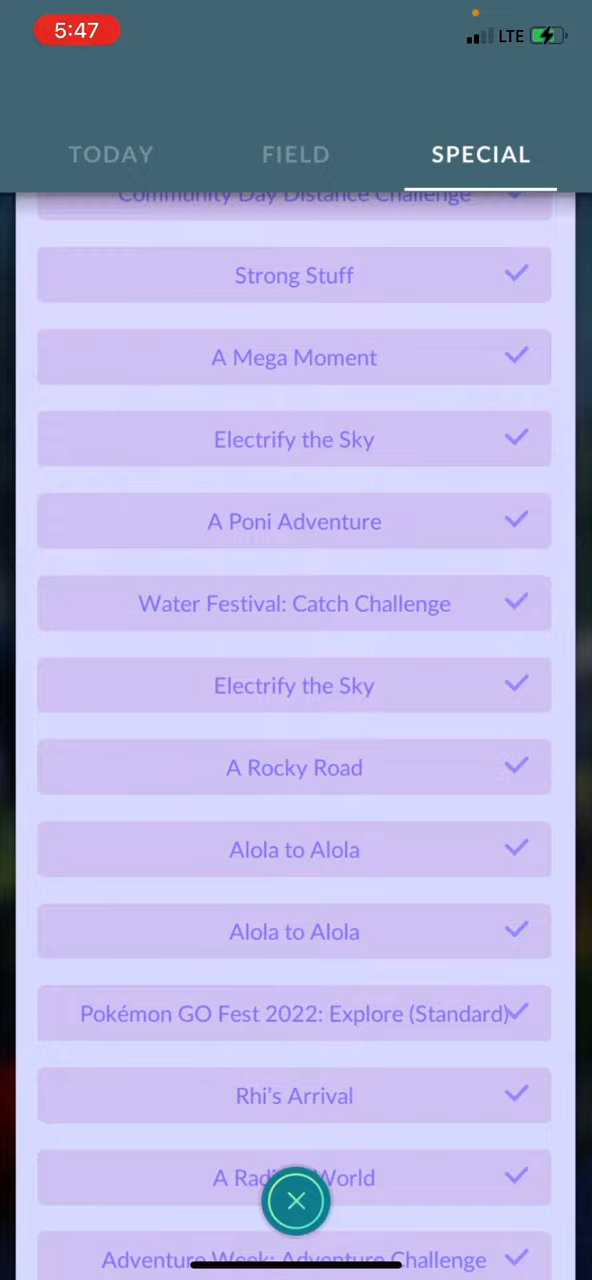 5:47
LTE
TODAY
FIELD
SPECIAL
Community Day Distance Challenge
Strong Stuff
A Mega Moment
Electrify the Sky
A Poni Adventure
Water Festival: Catch Challenge
Electrify the Sky
A Rocky Road
Alola to Alola
Alola to Alola
Pokémon GO Fest 2022: Explore (Standard)
Rhi's Arrival
A Radi World
Adventure Week: Adventure Challenge